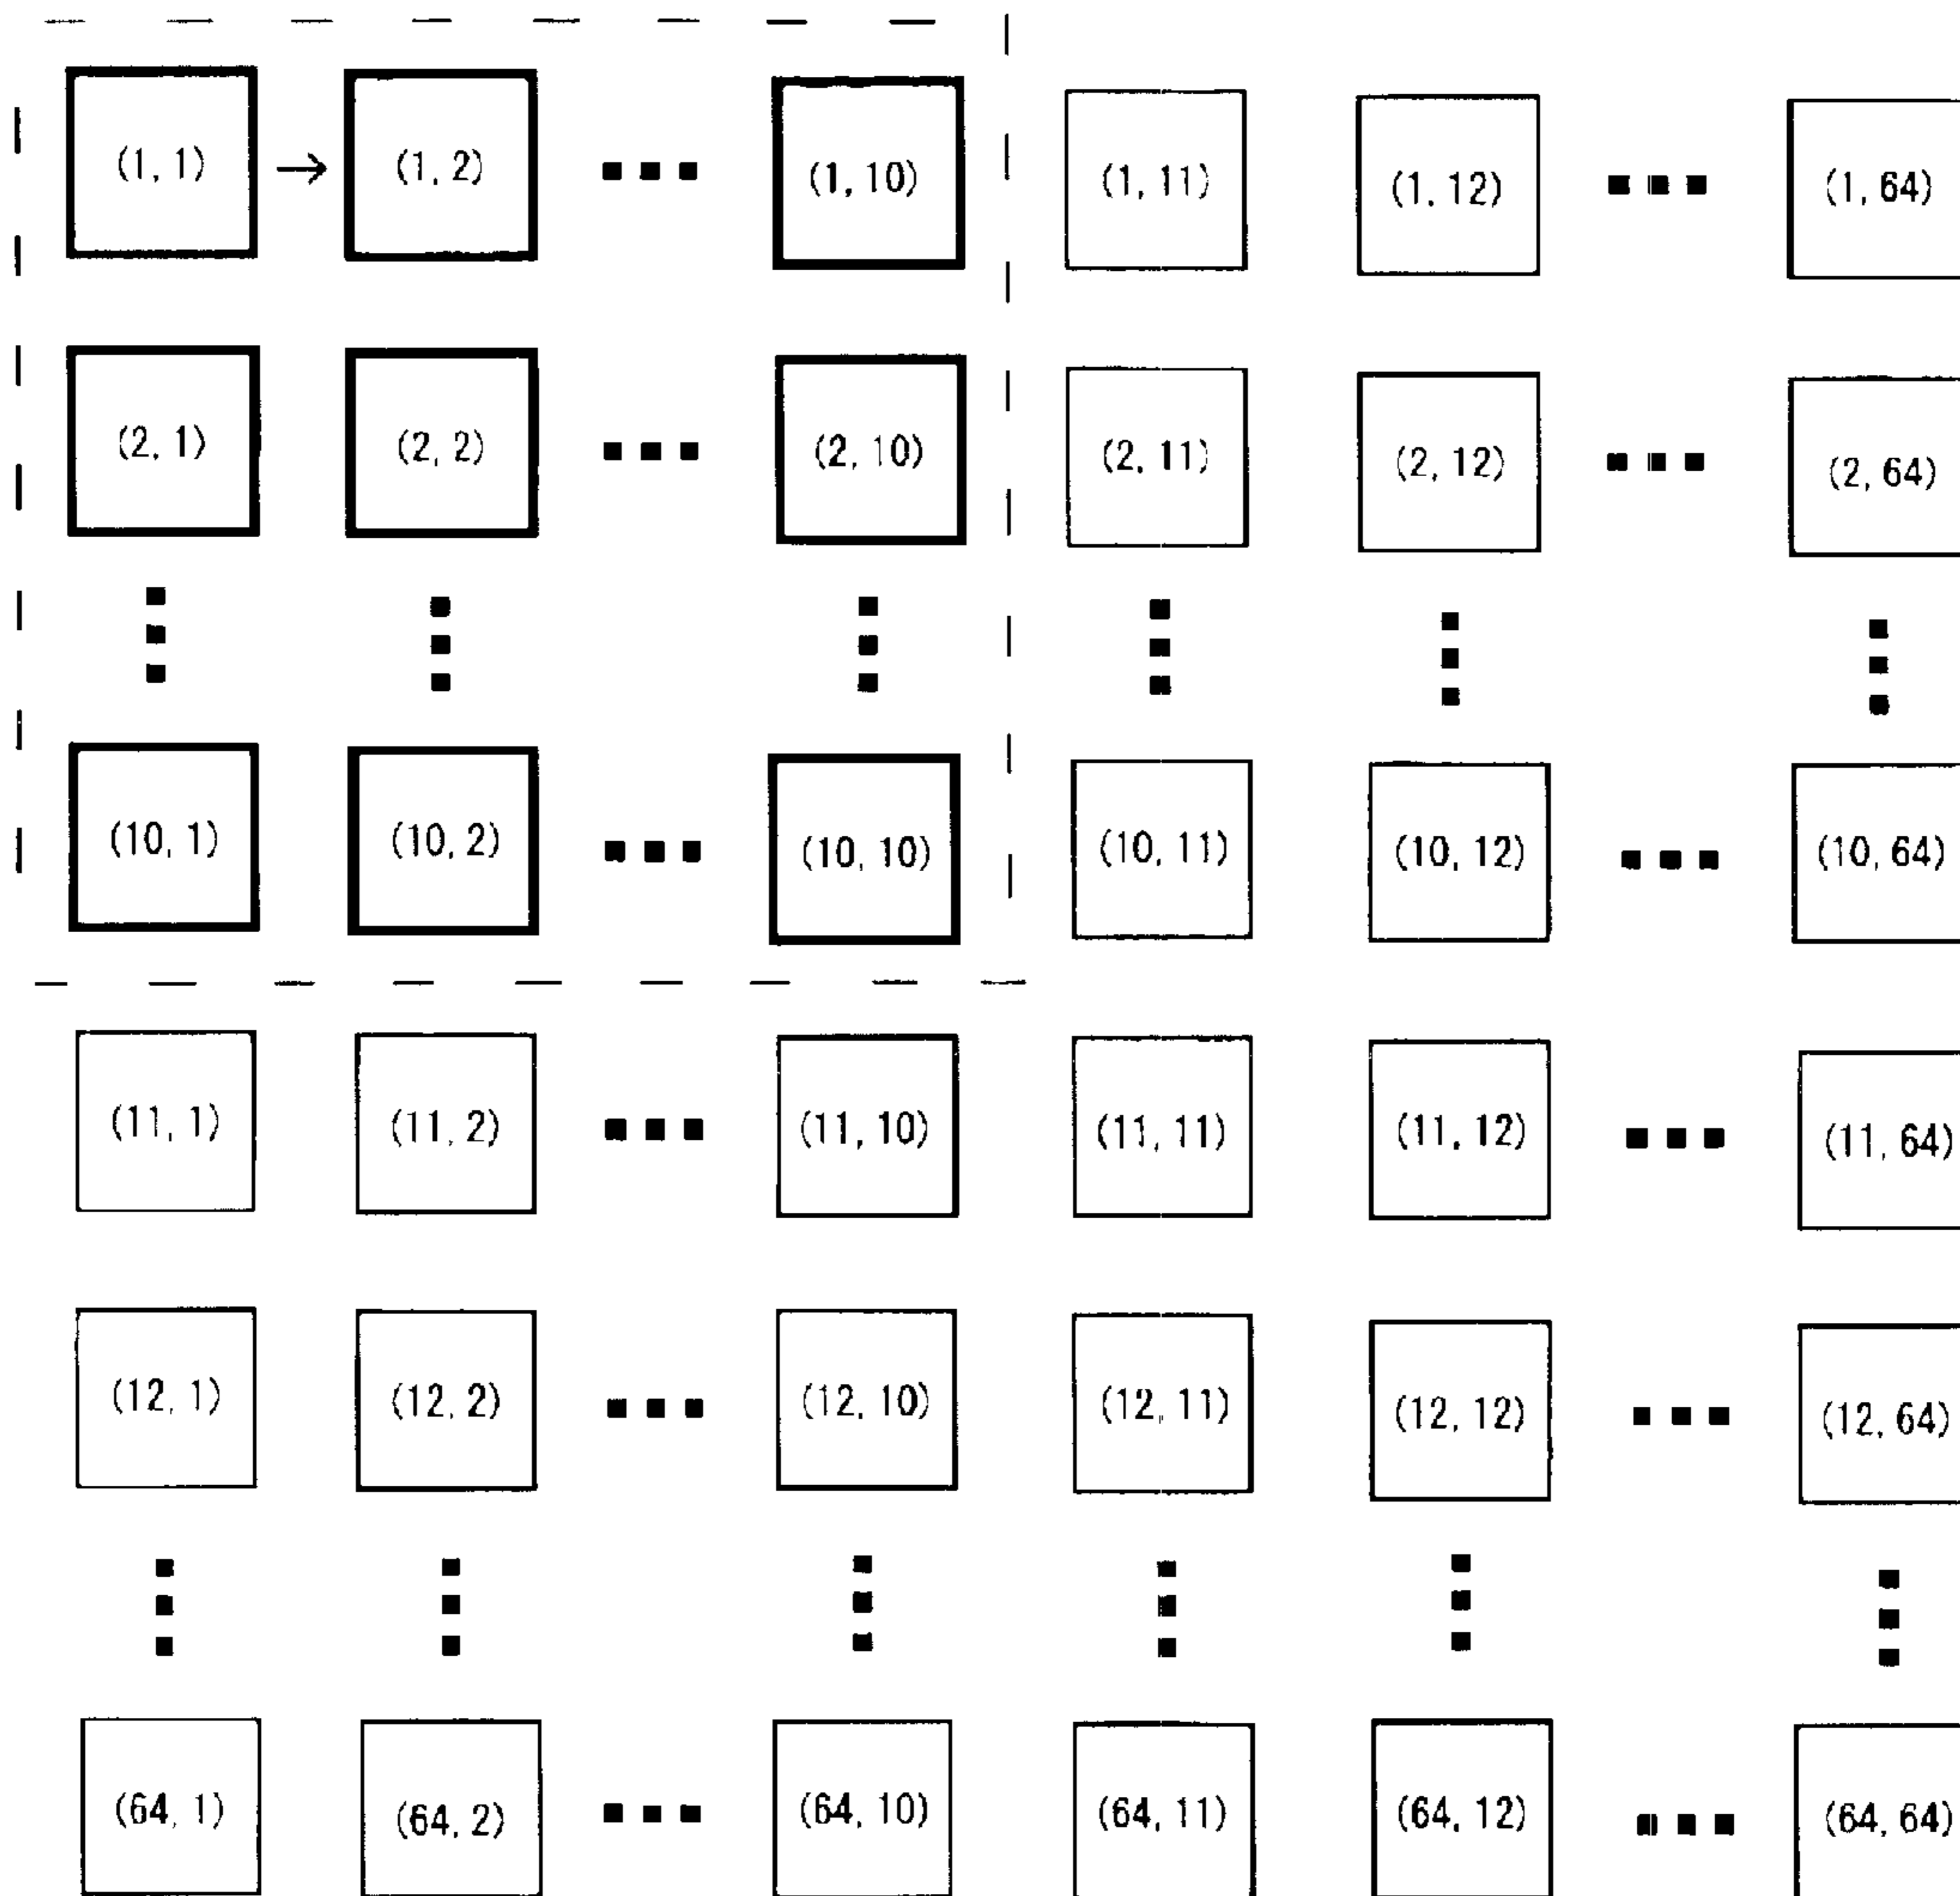 (1, 1) → (1, 2) ▪▪▪ (1, 10) (1, 11) (1, 12) ▪▪▪ (1, 64)
(2, 1) (2, 2) ▪▪▪ (2, 10) (2, 11) (2, 12) ▪▪▪ (2, 64)
(10, 1) (10, 2) ▪▪▪ (10, 10) (10, 11) (10, 12) ▪▪▪ (10, 64)
(11, 1) (11, 2) ▪▪▪ (11, 10) (11, 11) (11, 12) ▪▪▪ (11, 64)
(12, 1) (12, 2) ▪▪▪ (12, 10) (12, 11) (12, 12) ▪▪▪ (12, 64)
(64, 1) (64, 2) ▪▪▪ (64, 10) (64, 11) (64, 12) ▪▪▪ (64, 64)